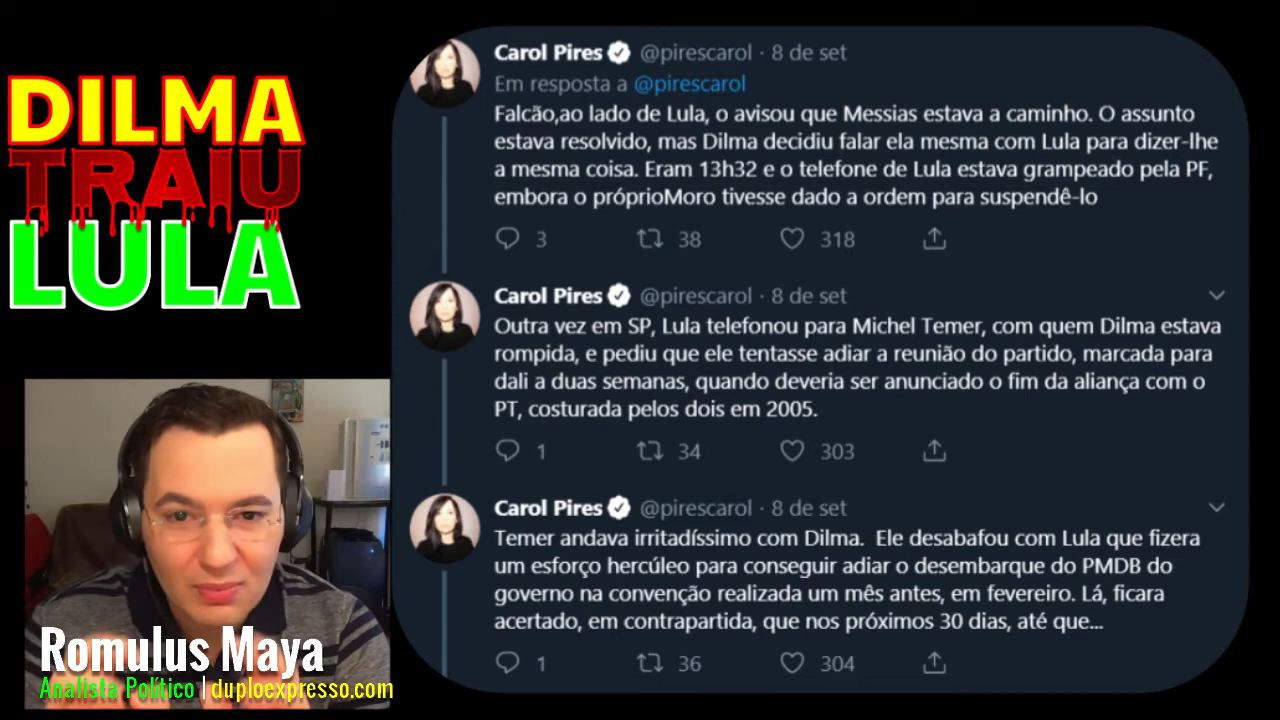 DILMA
TRAIU
LULA
Carol Pires @pirescarol · 8 de set
Em resposta a @pirescarol
Falcão,ao lado de Lula, o avisou que Messias estava a caminho. O assunto
estava resolvido, mas Dilma decidiu falar ela mesma com Lula para dizer-lhe
a mesma coisa. Eram 13h32 e o telefone de Lula estava grampeado pela PF,
embora o próprioMoro tivesse dado a ordem para suspendê-lo
3 38 318
Carol Pires @pirescarol · 8 de set
Outra vez em SP, Lula telefonou para Michel Temer, com quem Dilma estava
rompida, e pediu que ele tentasse adiar a reunião do partido, marcada para
dali a duas semanas, quando deveria ser anunciado o fim da aliança com o
PT, costurada pelos dois em 2005.
1 34 303
Carol Pires @pirescarol · 8 de set
Temer andava irritadíssimo com Dilma. Ele desabafou com Lula que fizera
um esforço hercúleo para conseguir adiar o desembarque do PMDB do
governo na convenção realizada um mês antes, em fevereiro. Lá, ficara
acertado, em contrapartida, que nos próximos 30 dias, até que...
1 36 304
Romulus Maya
Analista Político | duploexpresso.com